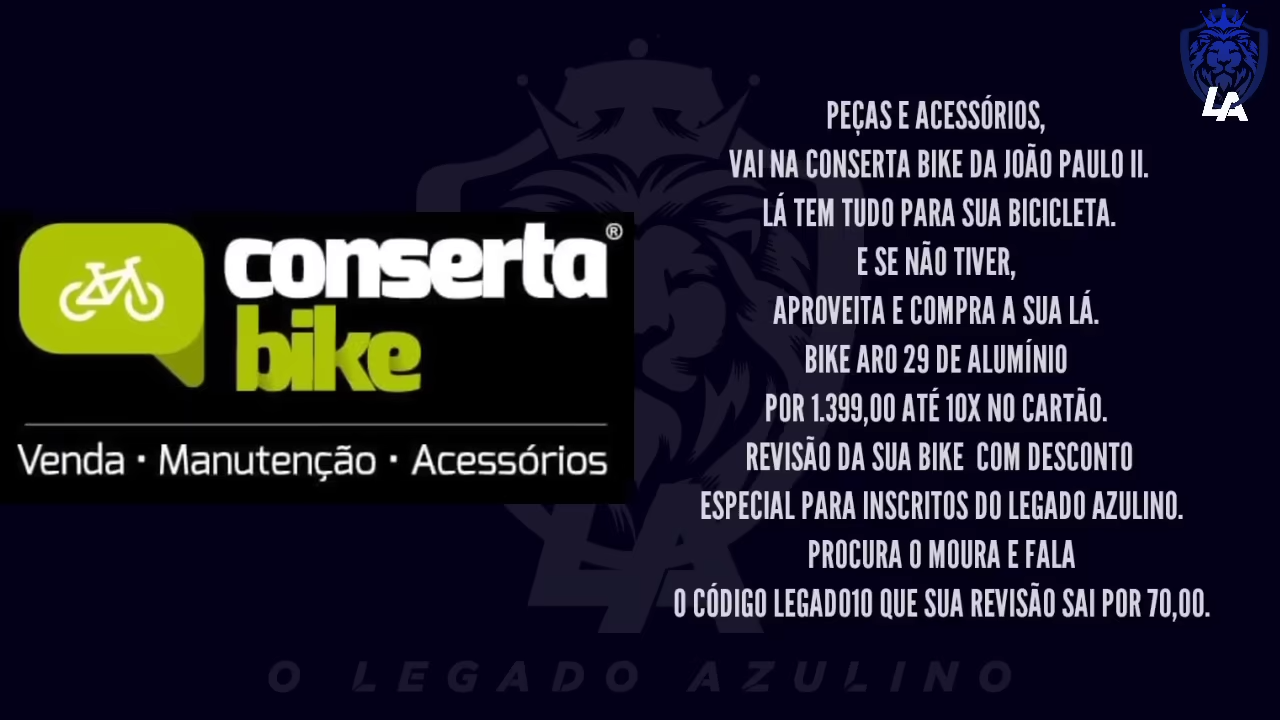 LA
PEÇAS E ACESSÓRIOS,
VAI NA CONSERTA BIKE DA JOÃO PAULO II.
LÁ TEM TUDO PARA SUA BICICLETA.
E SE NÃO TIVER,
APROVEITA E COMPRA A SUA LÁ.
BIKE ARO 29 DE ALUMÍNIO
POR 1.399,00 ATÉ 10X NO CARTÃO.
REVISÃO DA SUA BIKE  COM DESCONTO
ESPECIAL PARA INSCRITOS DO LEGADO AZULINO.
PROCURA O MOURA E FALA
O CÓDIGO LEGADO10 QUE SUA REVISÃO SAI POR 70,00.
conserta®
bike
Venda • Manutenção • Acessórios
LA
O LEGADO AZULINO